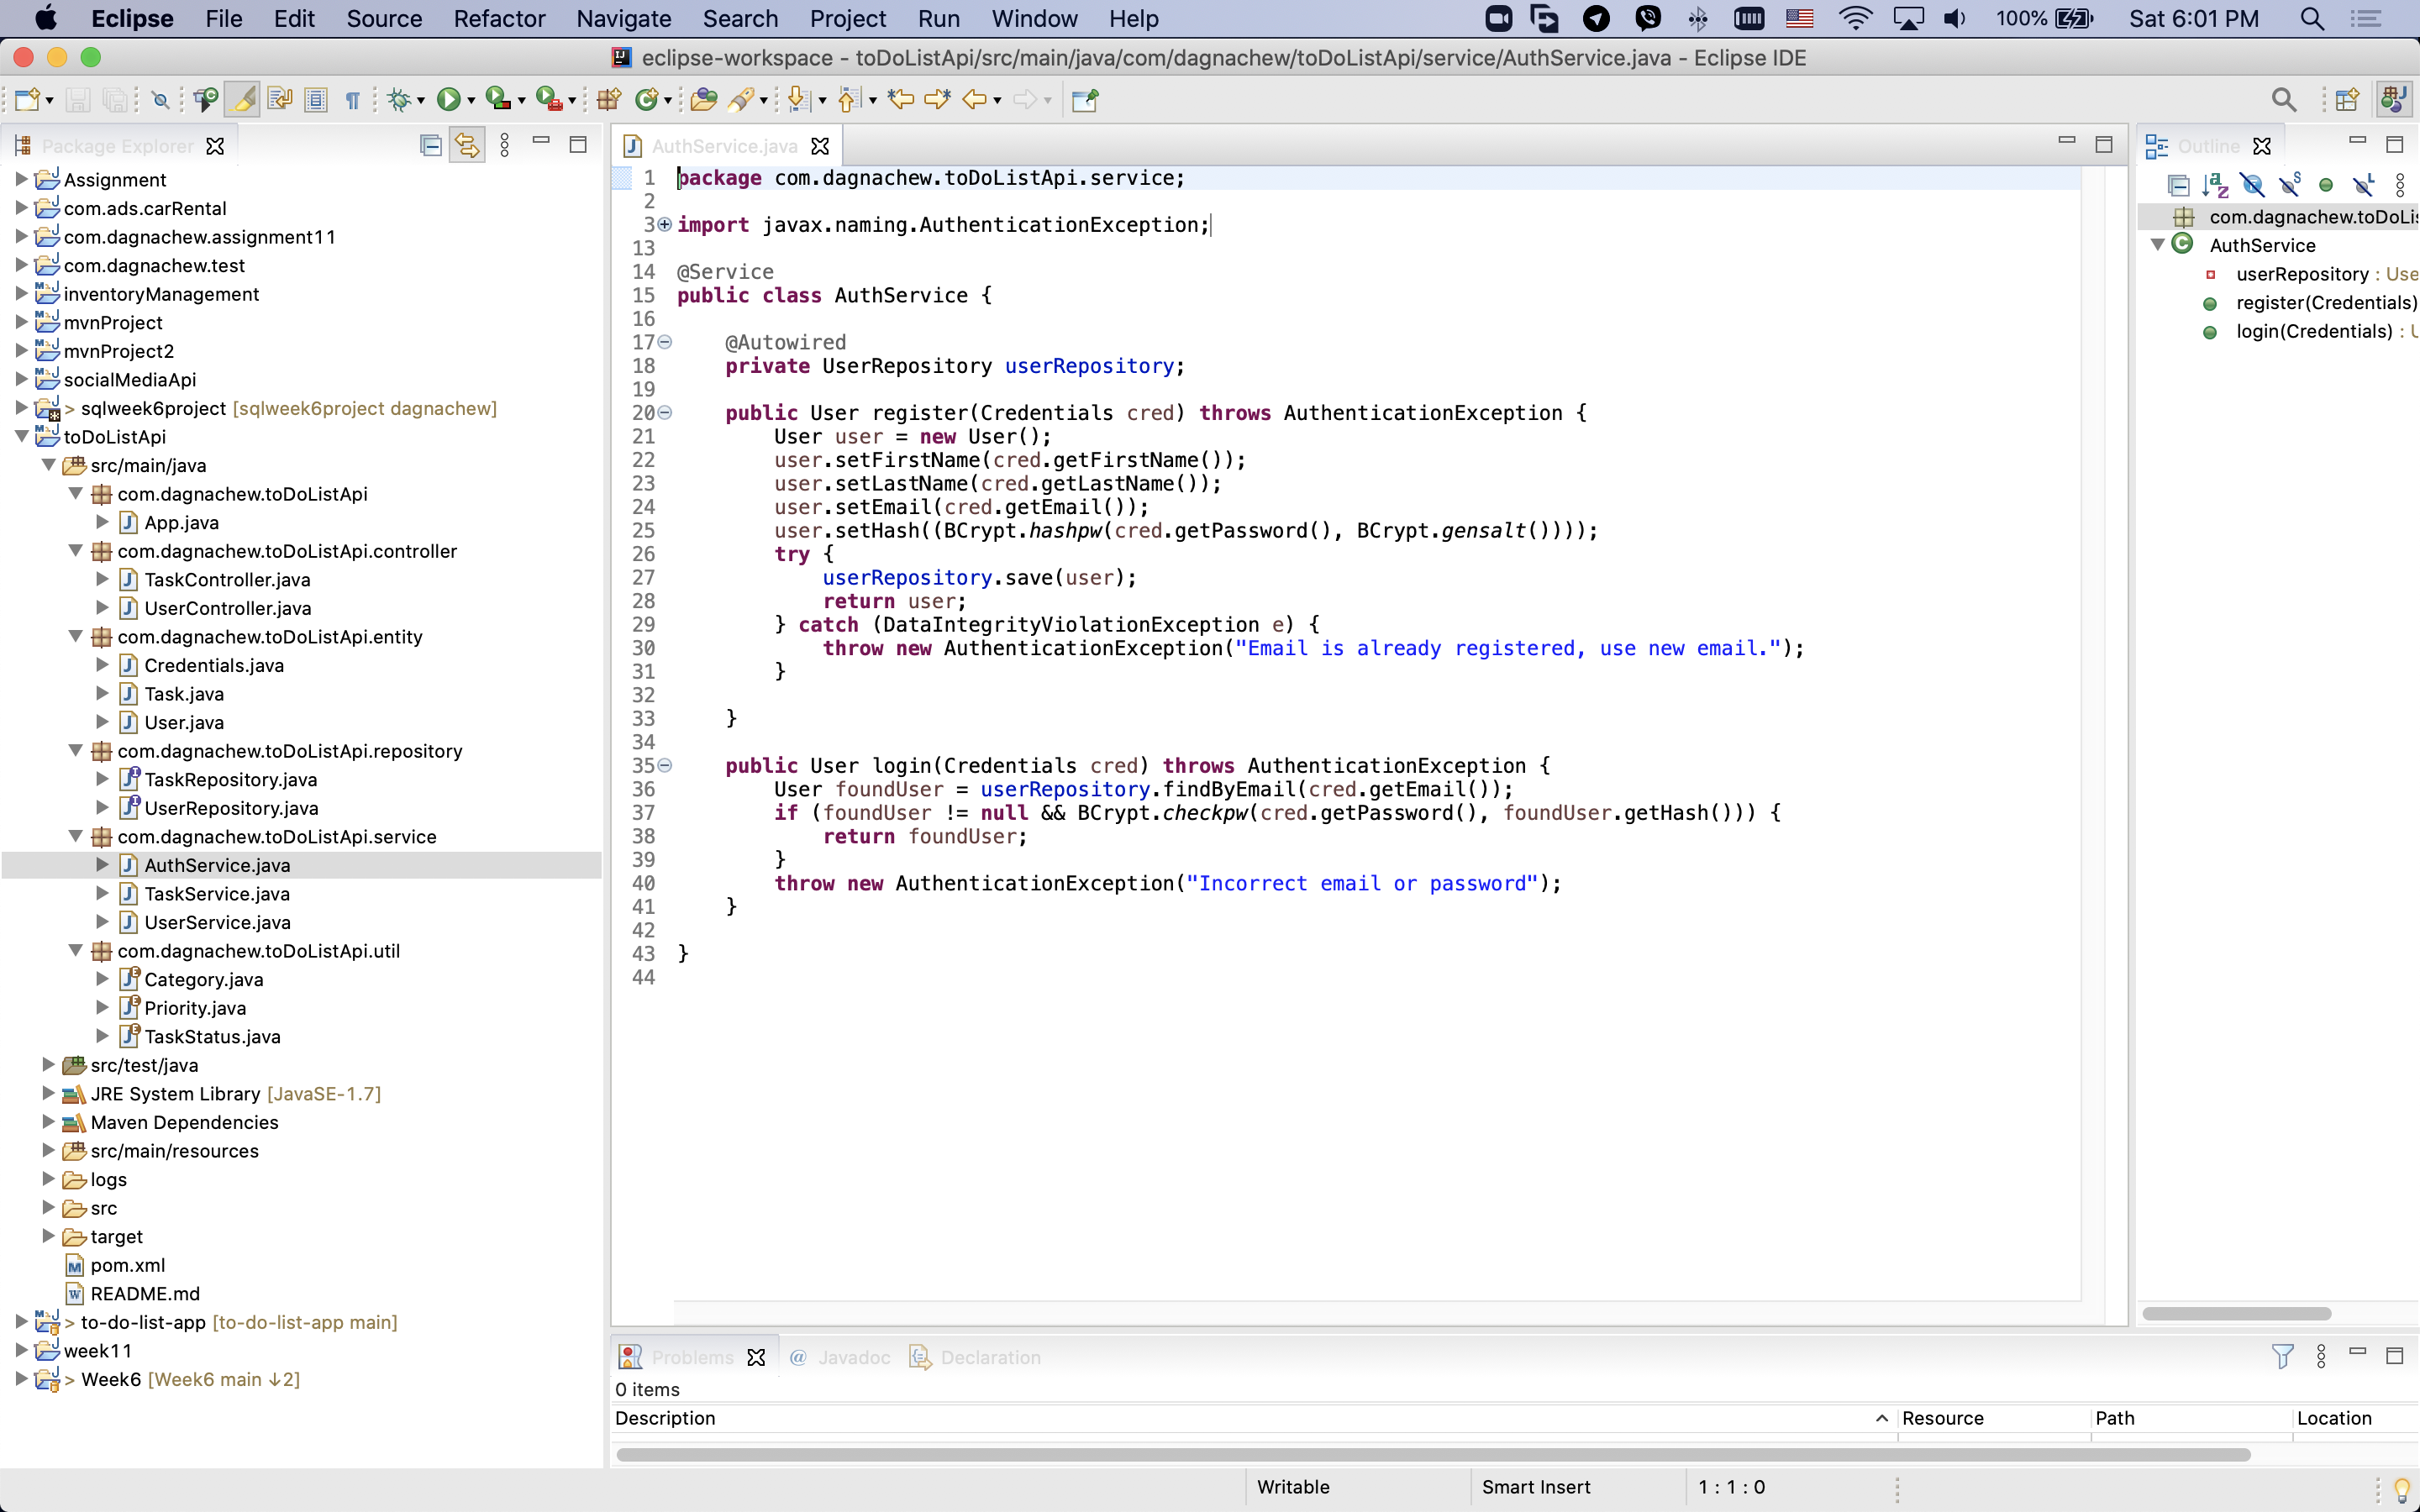 Eclipse File Edit Source Refactor Navigate Search Project Run Window Help 100% Sat 6:01 PM
eclipse-workspace - toDoListApi/src/main/java/com/dagnachew/toDoListApi/service/AuthService.java - Eclipse IDE
Package Explorer
Assignment
com.ads.carRental
com.dagnachew.assignment11
com.dagnachew.test
inventoryManagement
mvnProject
mvnProject2
socialMediaApi
> sqlweek6project [sqlweek6project dagnachew]
toDoListApi
src/main/java
com.dagnachew.toDoListApi
App.java
com.dagnachew.toDoListApi.controller
TaskController.java
UserController.java
com.dagnachew.toDoListApi.entity
Credentials.java
Task.java
User.java
com.dagnachew.toDoListApi.repository
TaskRepository.java
UserRepository.java
com.dagnachew.toDoListApi.service
AuthService.java
TaskService.java
UserService.java
com.dagnachew.toDoListApi.util
Category.java
Priority.java
TaskStatus.java
src/test/java
JRE System Library [JavaSE-1.7]
Maven Dependencies
src/main/resources
logs
src
target
pom.xml
README.md
> to-do-list-app [to-do-list-app main]
week11
> Week6 [Week6 main ↓2]
AuthService.java
1 package com.dagnachew.toDoListApi.service;
2
3 import javax.naming.AuthenticationException;
13
14 @Service
15 public class AuthService {
16
17 @Autowired
18 private UserRepository userRepository;
19
20 public User register(Credentials cred) throws AuthenticationException {
21 User user = new User();
22 user.setFirstName(cred.getFirstName());
23 user.setLastName(cred.getLastName());
24 user.setEmail(cred.getEmail());
25 user.setHash((BCrypt.hashpw(cred.getPassword(), BCrypt.gensalt())));
26 try {
27 userRepository.save(user);
28 return user;
29 } catch (DataIntegrityViolationException e) {
30 throw new AuthenticationException("Email is already registered, use new email.");
31 }
32
33 }
34
35 public User login(Credentials cred) throws AuthenticationException {
36 User foundUser = userRepository.findByEmail(cred.getEmail());
37 if (foundUser != null && BCrypt.checkpw(cred.getPassword(), foundUser.getHash())) {
38 return foundUser;
39 }
40 throw new AuthenticationException("Incorrect email or password");
41 }
42
43 }
44
Outline
com.dagnachew.toDoLis
AuthService
userRepository : Use
register(Credentials)
login(Credentials) : U
Problems @ Javadoc Declaration
0 items
Description Resource Path Location
Writable Smart Insert 1 : 1 : 0